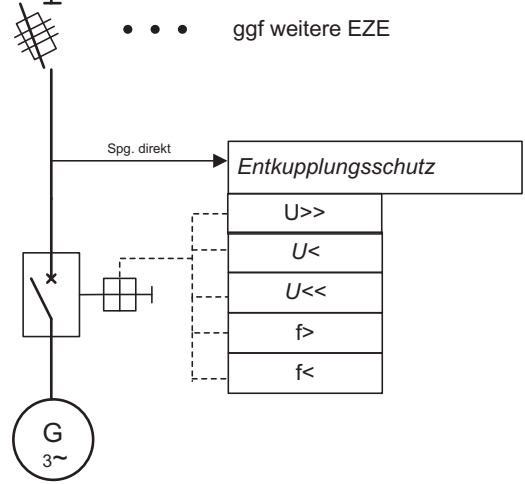 ggf weitere EZE
Spg. direkt
Entkupplungsschutz
U>>
U<
U<<
f>
f<
G
3~